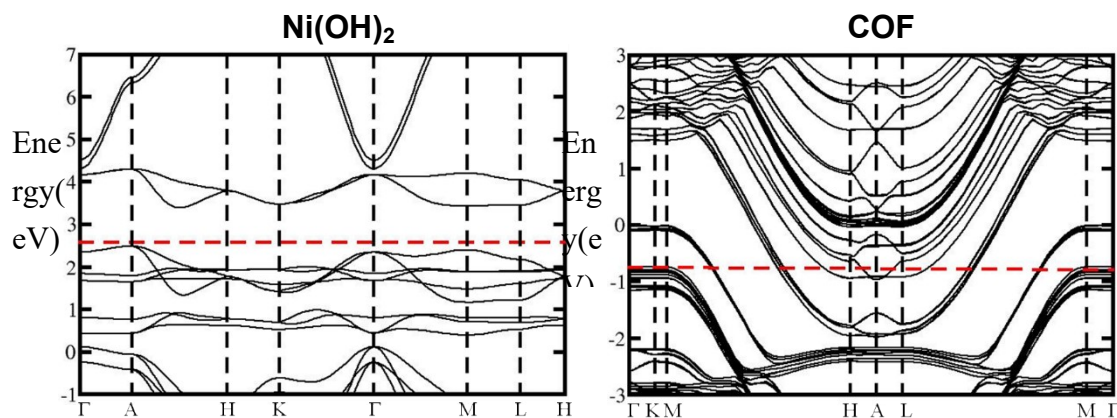 Ni(OH)2
COF
7
6
5
4
3
2
1
0
-1
Ene
rgy(
eV)
Γ A H K Γ M L H
3
2
1
0
-1
-2
-3
En
erg
y(e
V)
Γ K M H A L M Γ